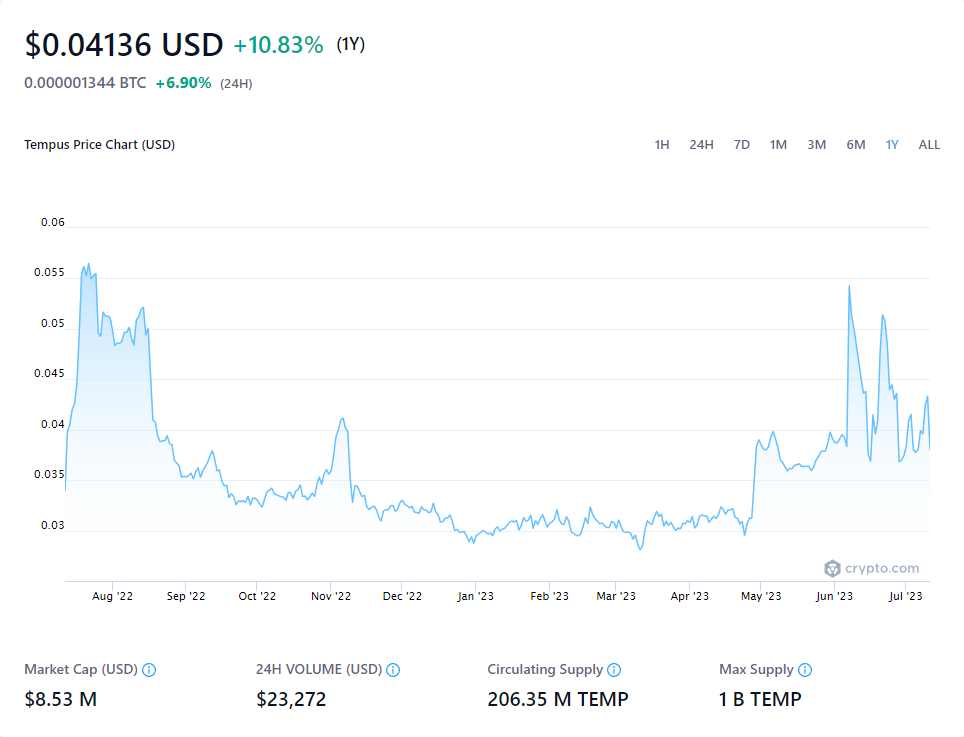 $0.04136 USD +10.83% (1Y)
0.000001344 BTC +6.90% (24H)
Tempus Price Chart (USD) 1H 24H 7D 1M 3M 6M 1Y ALL
0.06
0.055
0.05
0.045
0.04
0.035
0.03
crypto.com
Aug '22 Sep '22 Oct '22 Nov '22 Dec '22 Jan '23 Feb '23 Mar '23 Apr '23 May '23 Jun '23 Jul '23
Market Cap (USD) 24H VOLUME (USD) Circulating Supply Max Supply
$8.53 M $23,272 206.35 M TEMP 1 B TEMP